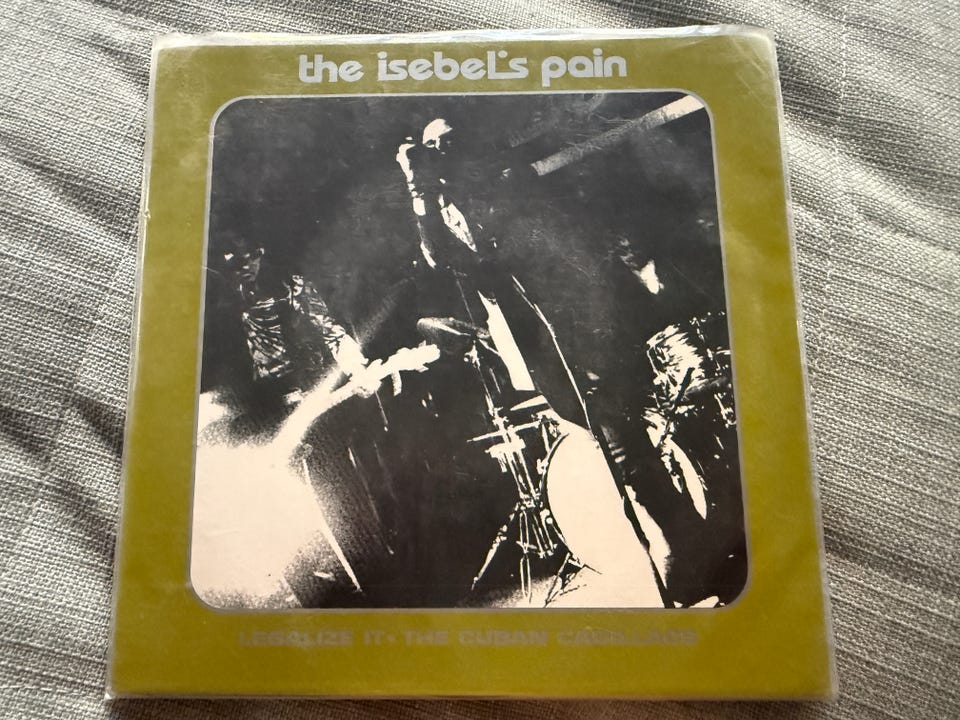 the isebel's pain
LEGALIZE IT • THE CUBAN CADILLACS